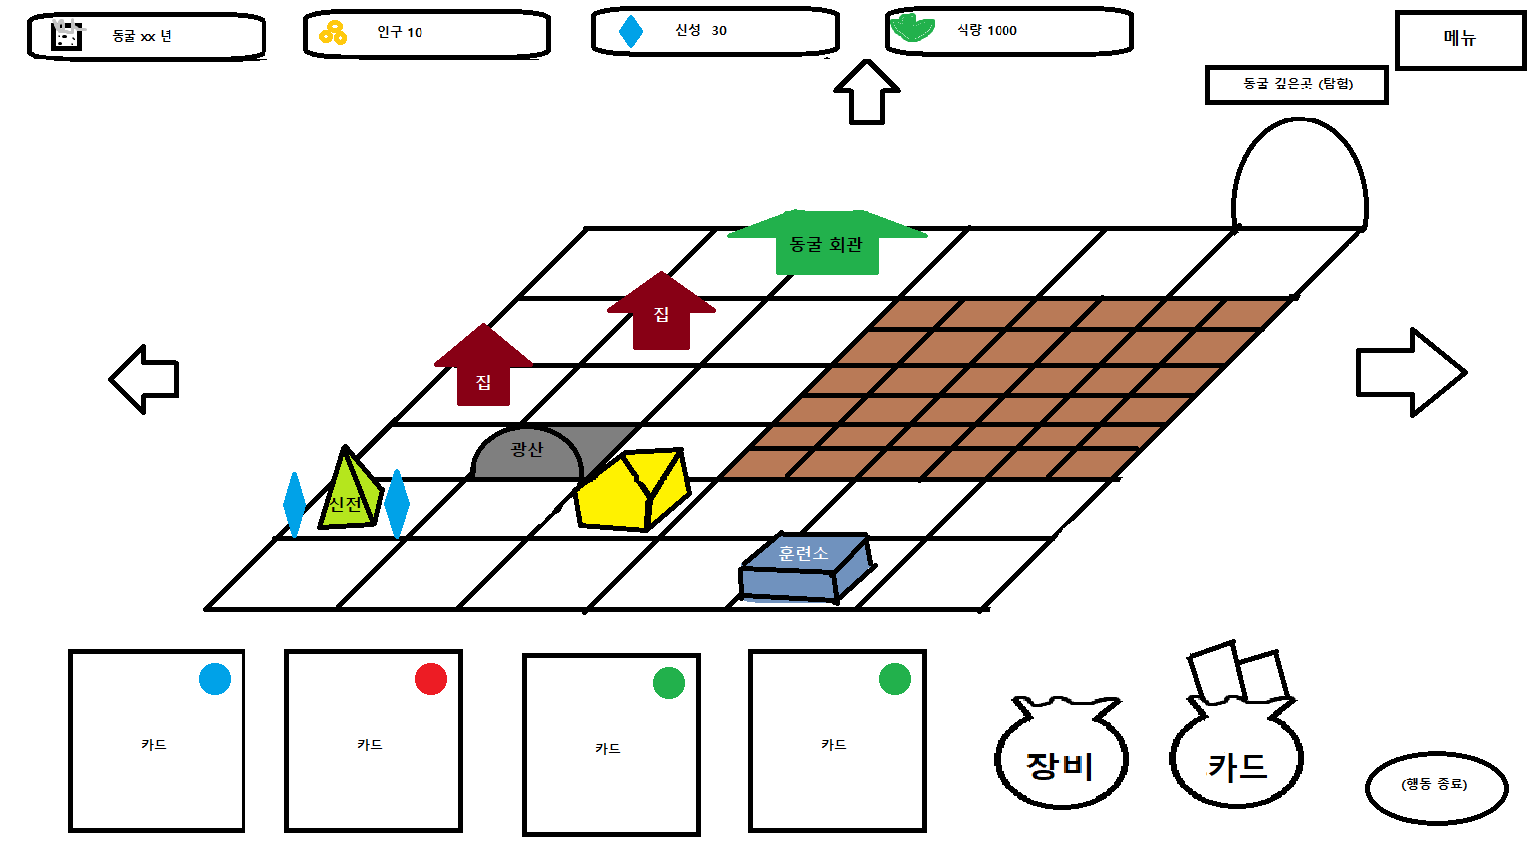 동굴 xx 년
인구 10
신성 30
식량 1000
메뉴
동굴 깊은곳 (탐험)
동굴 회관
집
집
광산
신전
훈련소
카드
카드
카드
카드
장비
카드
(행동 종료)